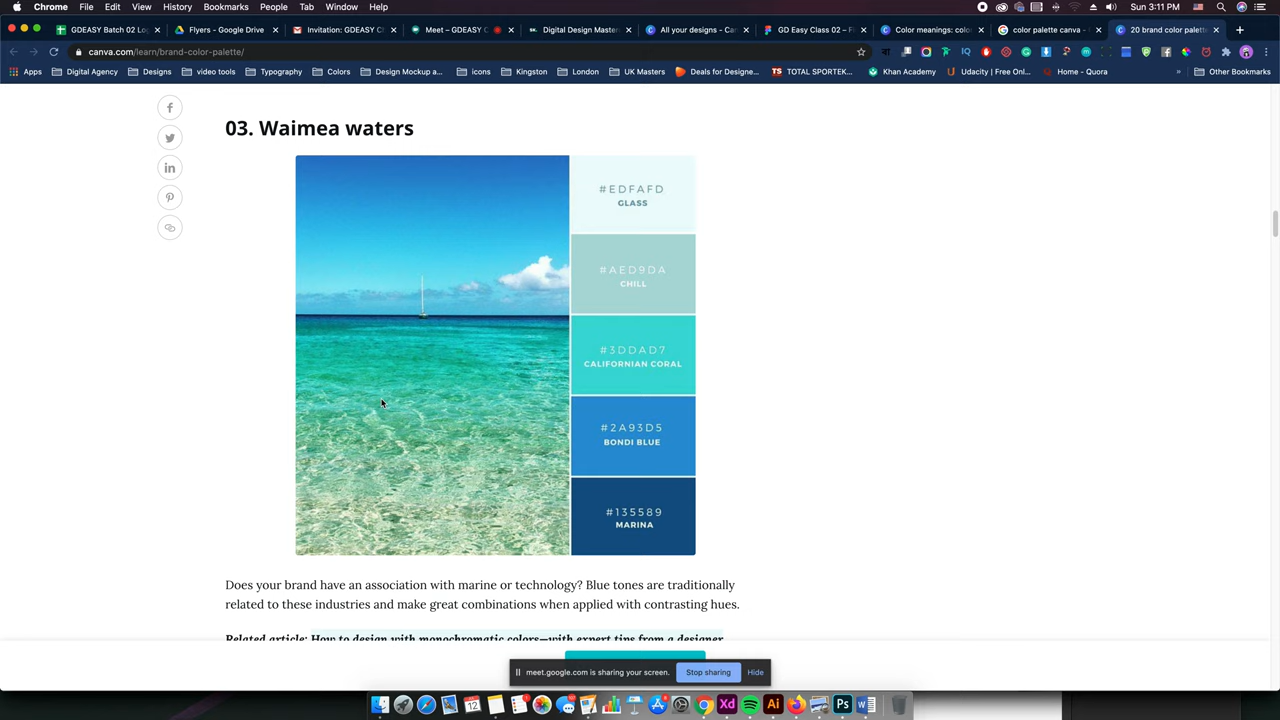 Chrome File Edit View History Bookmarks People Tab Window Help
Sun 3:11 PM
GDEASY Batch 02 Log
Flyers - Google Drive
Invitation: GDEASY C
Meet – GDEASY C
Digital Design Master
All your designs - Can
GD Easy Class 02 – F
Color meanings: colo
color palette canva -
20 brand color palett
canva.com/learn/brand-color-palette/
Apps Digital Agency Designs video tools Typography Colors Design Mockup a... icons Kingston London UK Masters Deals for Designe... TOTAL SPORTEK... Khan Academy Udacity | Free Onl... Home - Quora » Other Bookmarks
03. Waimea waters
#EDFAFD
GLASS
#AED9DA
CHILL
#3DDAD7
CALIFORNIAN CORAL
#2A93D5
BONDI BLUE
#135589
MARINA
Does your brand have an association with marine or technology? Blue tones are traditionally
related to these industries and make great combinations when applied with contrasting hues.
Related article: How to design with monochromatic colors—with expert tips from a designer
meet.google.com is sharing your screen. Stop sharing Hide